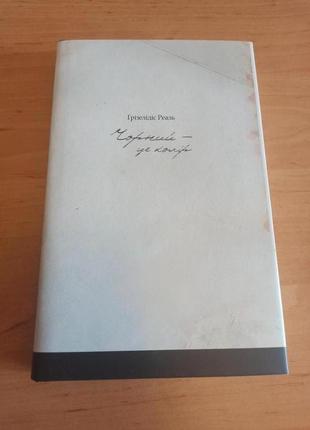 Ґрізелідіс Реаль
Чорний —
це колір